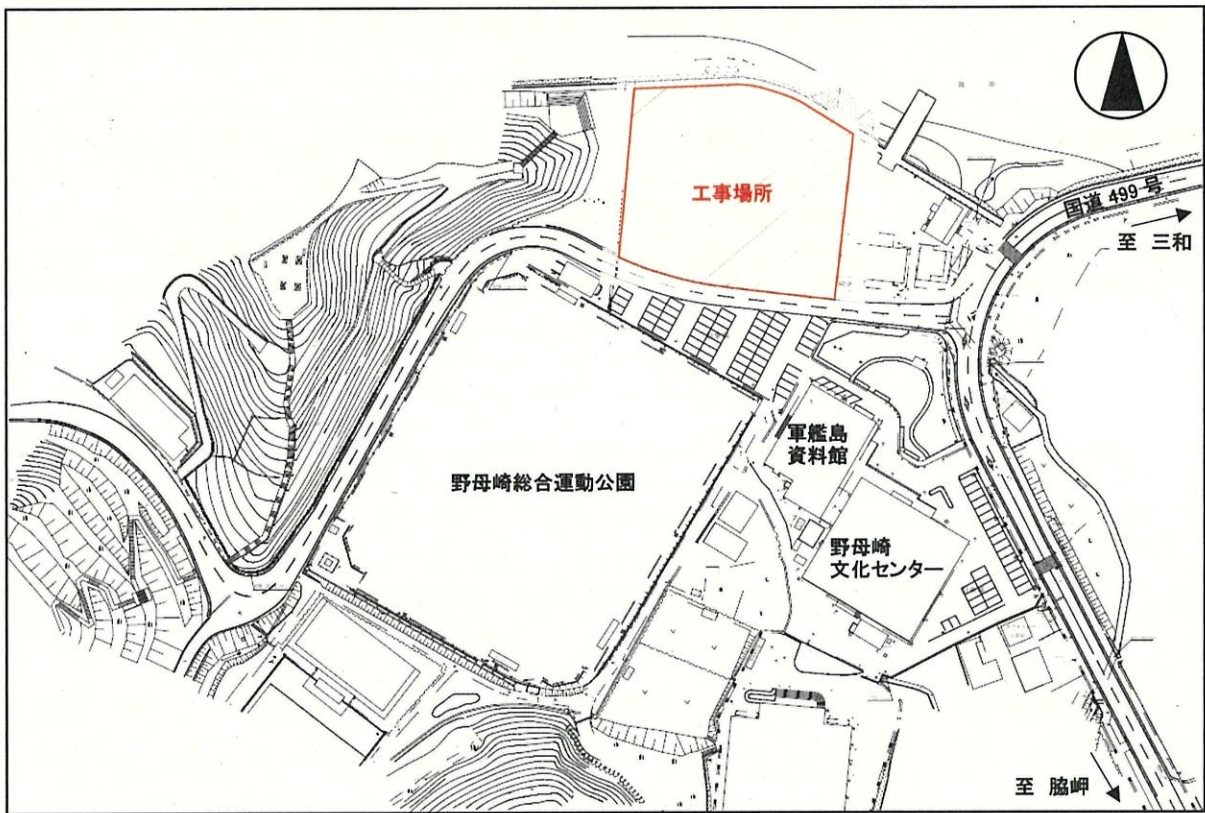 工事場所
国道 499 号
至 三和
軍艦島
資料館
野母崎総合運動公園
野母崎
文化センター
至 脇岬